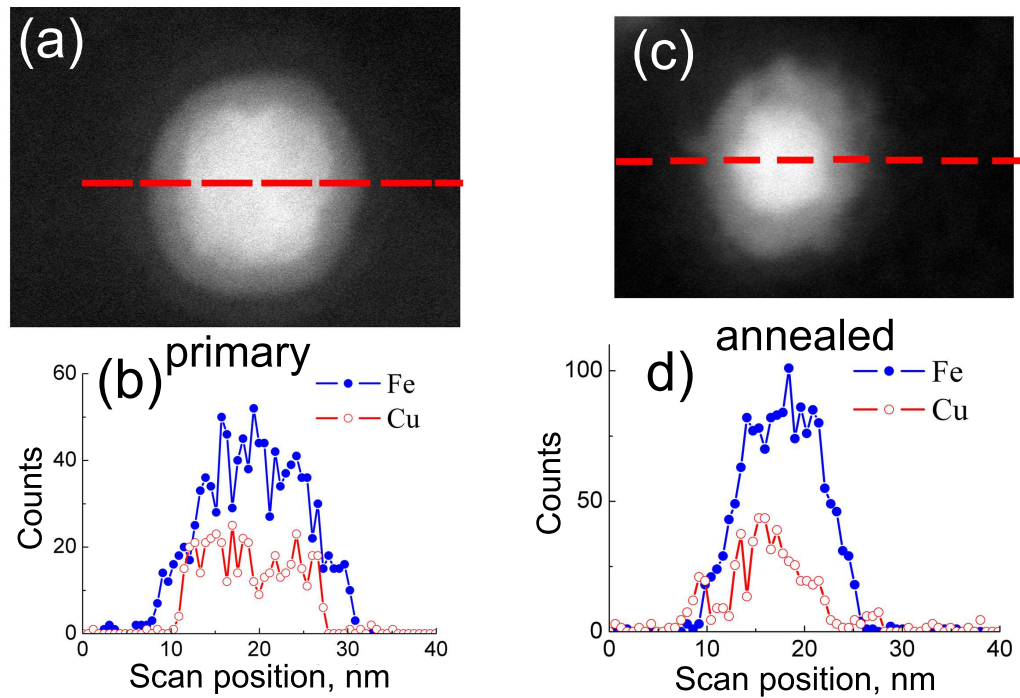 (a)
(c)
primary
annealed
(b)
Fe
Cu
60
40
20
0
Counts
0
10
20
30
40
Scan position, nm
d)
Fe
Cu
100
50
0
Counts
0
10
20
30
40
Scan position, nm